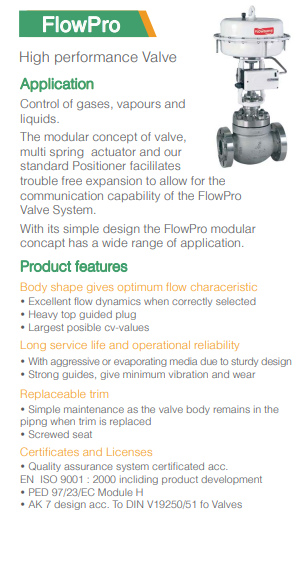 FlowPro
High performance Valve
Application
Control of gases, vapours and
liquids.
The modular concept of valve,
multi spring actuator and our
standard Positioner facililates
trouble free expansion to allow for the
communication capability of the FlowPro
Valve System.
With its simple design the FlowPro modular
concapt has a wide range of application.
Product features
Body shape gives optimum flow characeristic
• Excellent flow dynamics when correctly selected
• Heavy top guided plug
• Largest posible cv-values
Long service life and operational reliability
• With aggressive or evaporating media due to sturdy design
• Strong guides, give minimum vibration and wear
Replaceable trim
• Simple maintenance as the valve body remains in the
pipng when trim is replaced
• Screwed seat
Certificates and Licenses
• Quality assurance system certificated acc.
EN ISO 9001 : 2000 incliding product development
• PED 97/23/EC Module H
• AK 7 design acc. To DIN V19250/51 fo Valves